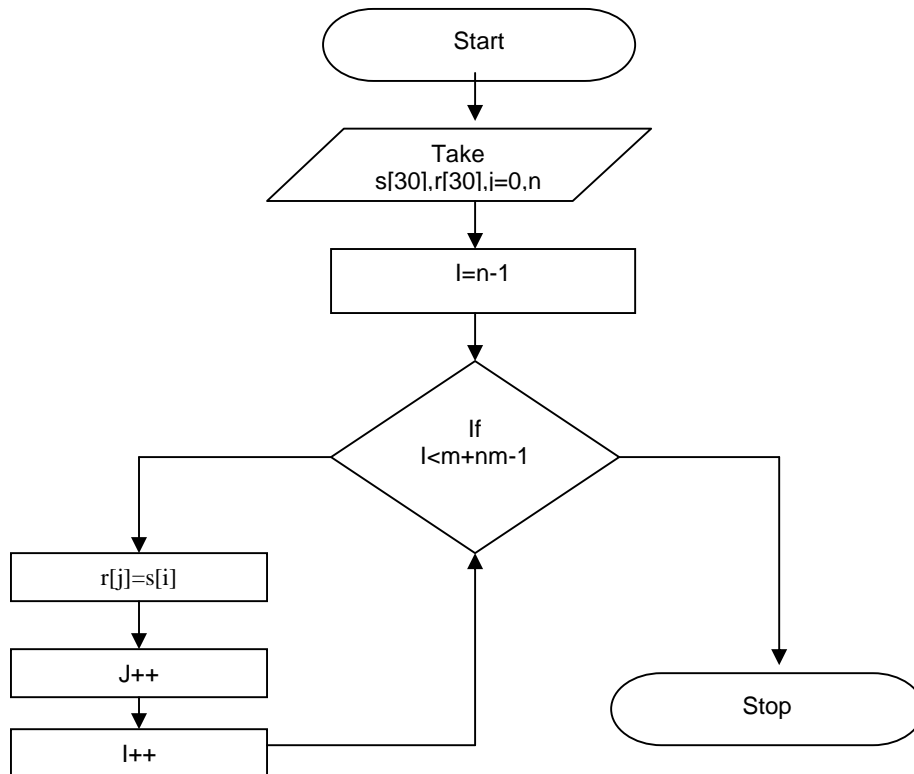 Start
Take
s[30],r[30],j=0,n
I=n-1
If
I<m+nm-1
r[j]=s[i]
J++
I++
Stop